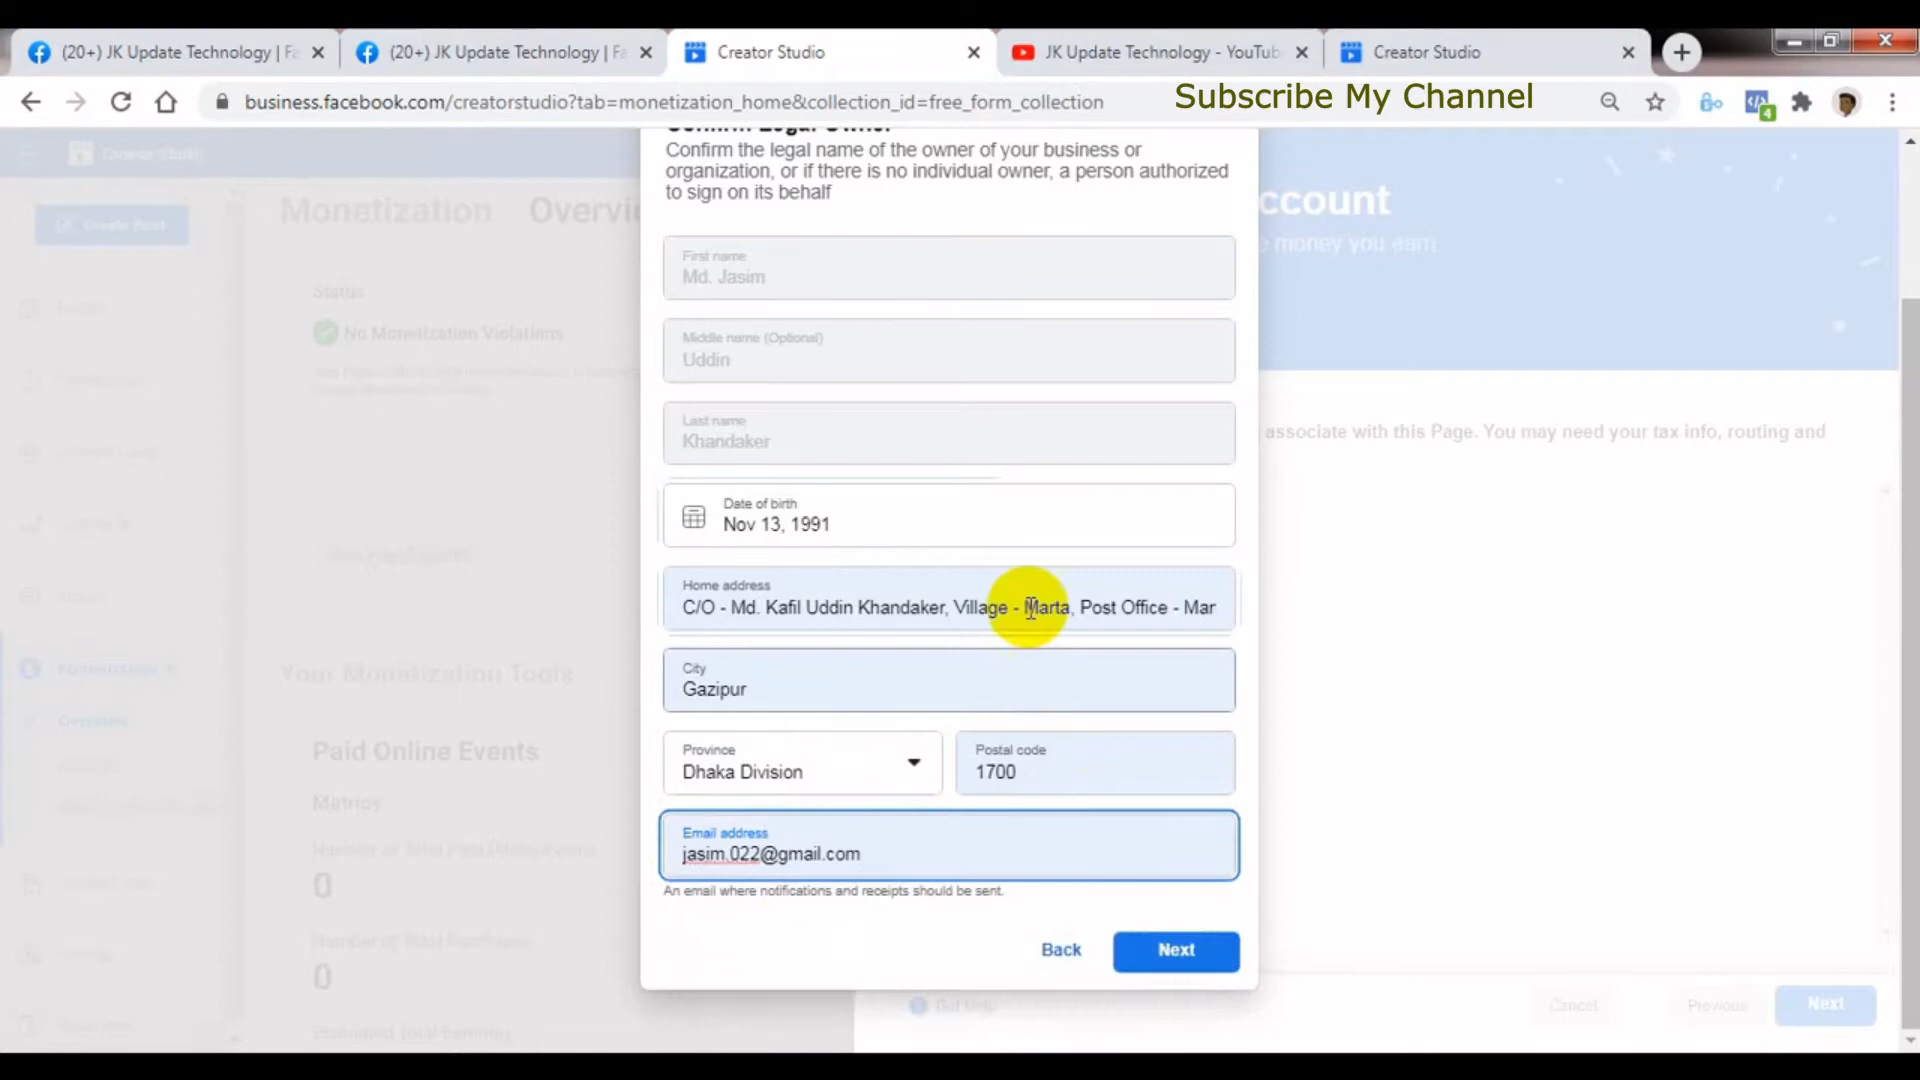 (20+) JK Update Technology | Fa
(20+) JK Update Technology | Fa
Creator Studio
JK Update Technology - YouTub
Creator Studio
business.facebook.com/creatorstudio?tab=monetization_home&collection_id=free_form_collection
Subscribe My Channel
4
Confirm Legal Owner
Confirm the legal name of the owner of your business or
organization, or if there is no individual owner, a person authorized
to sign on its behalf
First name
Md. Jasim
Middle name (Optional)
Uddin
Last name
Khandaker
Date of birth
Nov 13, 1991
Home address
C/O - Md. Kafil Uddin Khandaker, Village - Marta, Post Office - Mar
City
Gazipur
Province
Dhaka Division
Postal code
1700
Email address
jasim.022@gmail.com
An email where notifications and receipts should be sent.
Back
Next
Creator Studio
Create Post
Monetization Overvi
Status
No Monetization Violations
Your Monetization Tools
Paid Online Events
Metrics
0
0
ccount
e money you earn
associate with this Page. You may need your tax info, routing and
Get Help
Cancel
Previous
Next